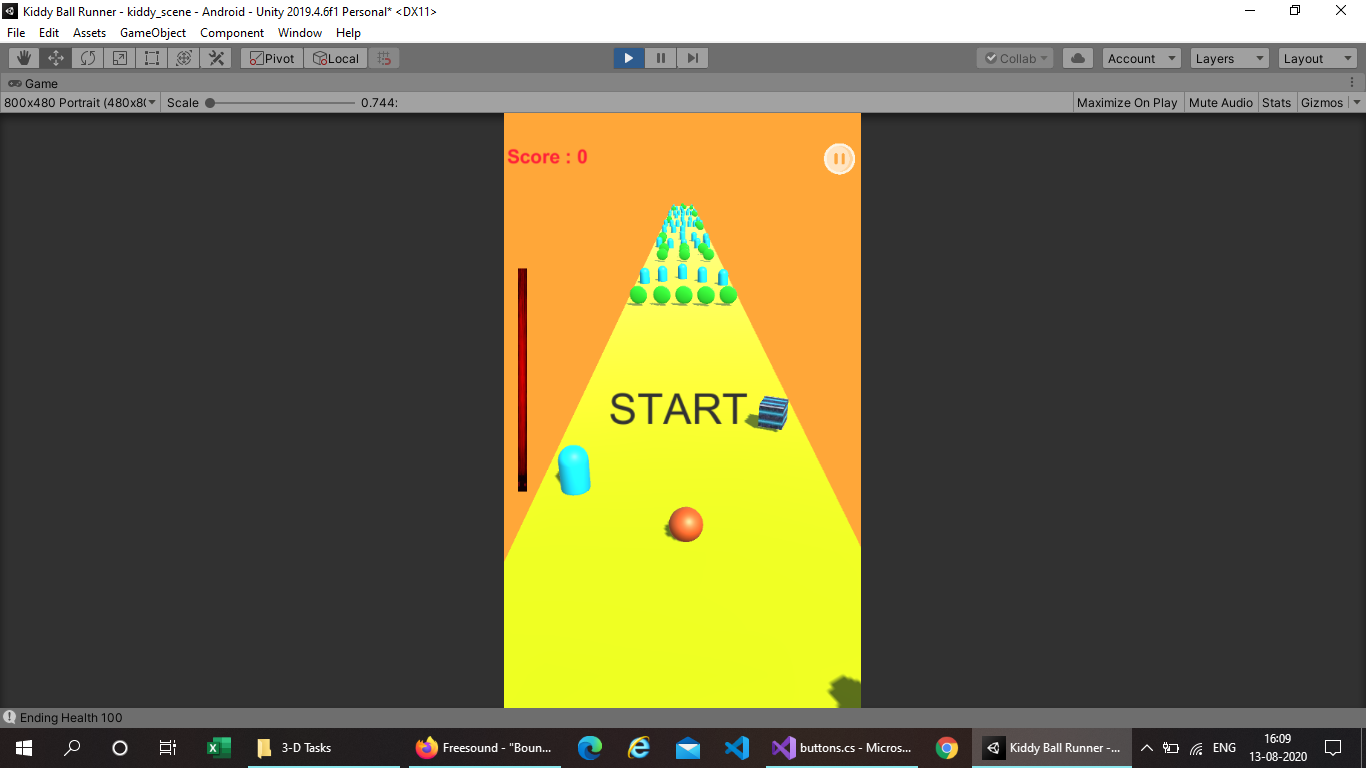 Kiddy Ball Runner - kiddy_scene - Android - Unity 2019.4.6f1 Personal* <DX11>
File Edit Assets GameObject Component Window Help
Pivot Local Collab Account Layers Layout
Game
800x480 Portrait (480x8 Scale 0.744: Maximize On Play Mute Audio Stats Gizmos
Score : 0
START
Ending Health 100
3-D Tasks Freesound - "Boun... buttons.cs - Micros... Kiddy Ball Runner -... ENG 16:09
13-08-2020